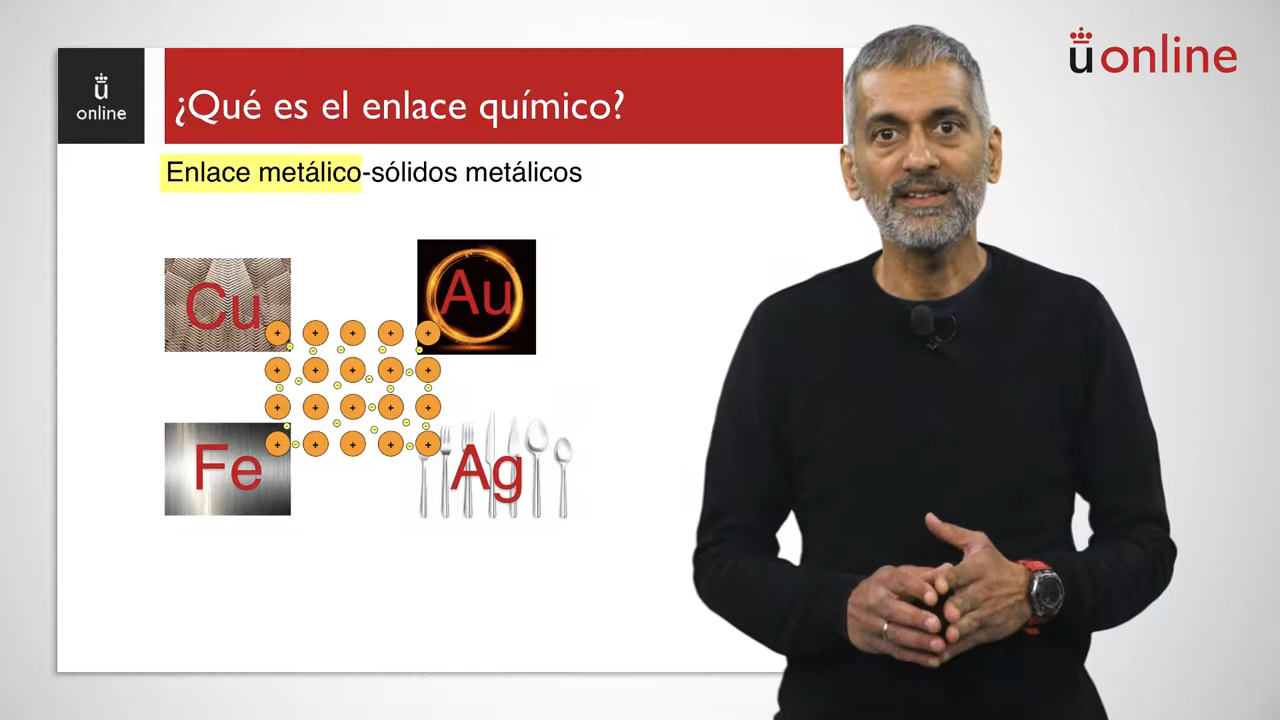 ü online
ü
online
¿Qué es el enlace químico?
Enlace metálico-sólidos metálicos
Cu
Au
+ + + + +
+ + + + +
+ + + + +
+ + + + +
Fe
Ag